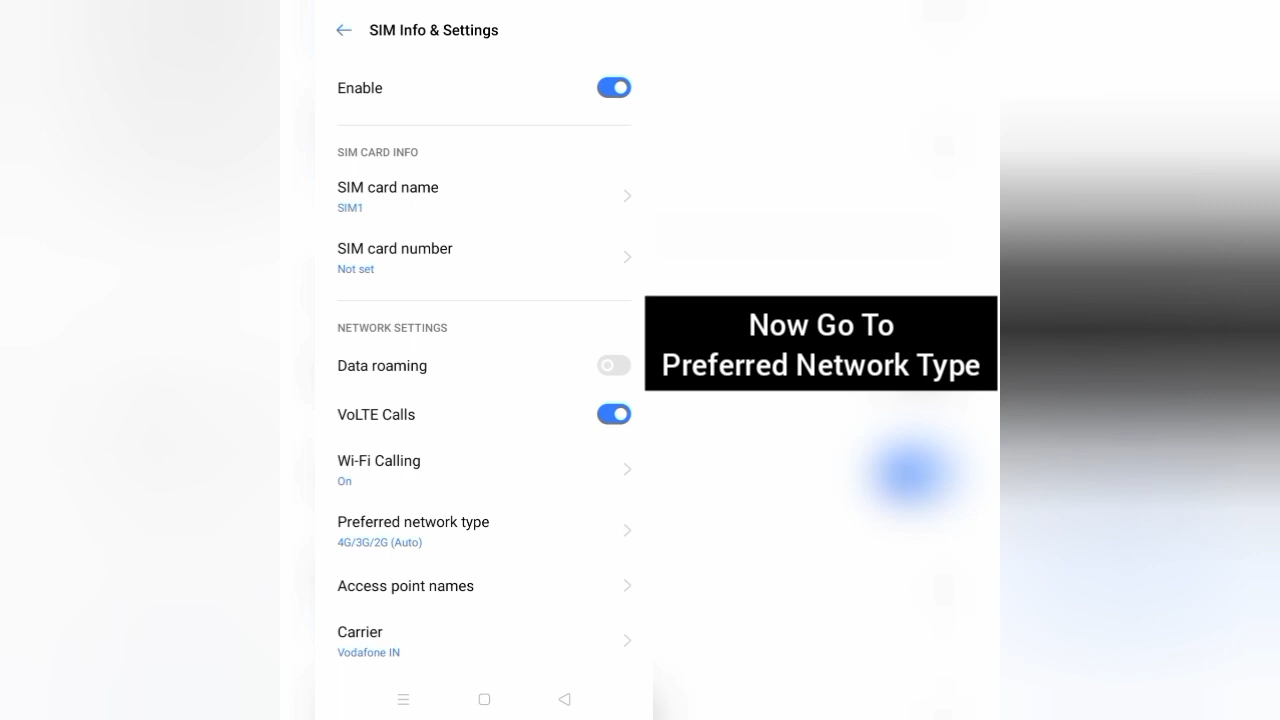 SIM Info & Settings
Enable
SIM CARD INFO
SIM card name
SIM1
SIM card number
Not set
NETWORK SETTINGS
Data roaming
VoLTE Calls
Wi-Fi Calling
On
Preferred network type
4G/3G/2G (Auto)
Access point names
Carrier
Vodafone IN
Now Go To
Preferred Network Type